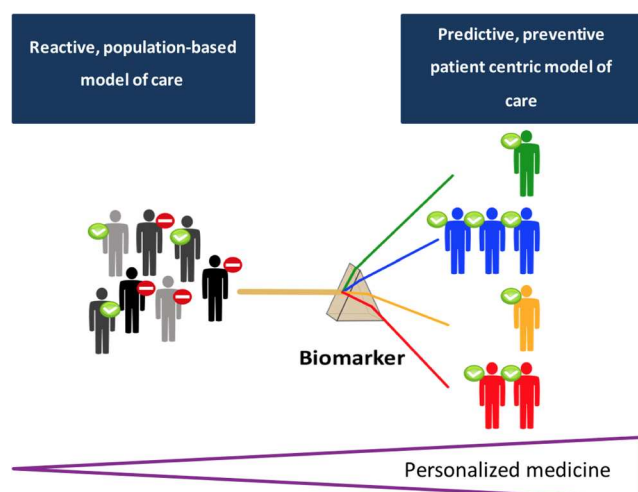 Reactive, population-based
model of care
Predictive, preventive
patient centric model of
care
Biomarker
Personalized medicine